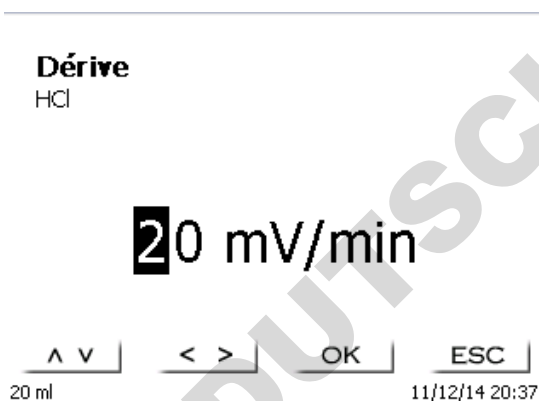 Dérive
HCl
20 mV/min
∧ ∨ < > OK ESC
20 ml 11/12/14 20:37